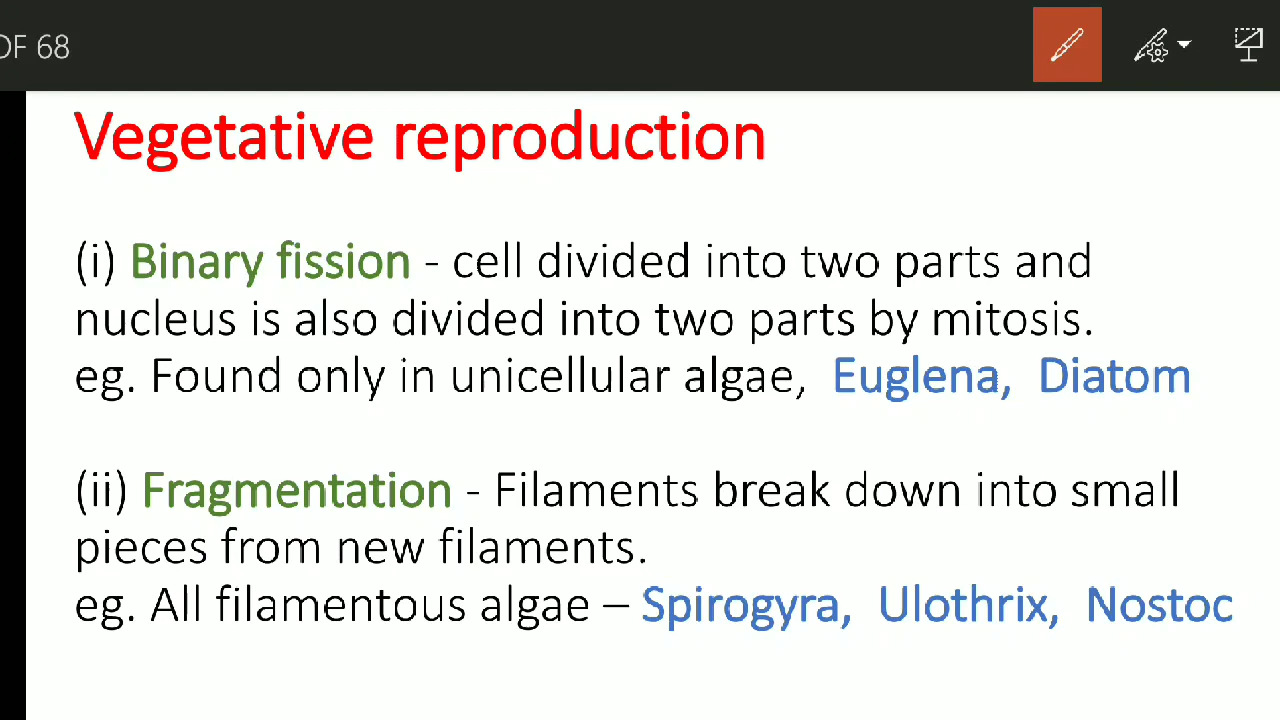 OF 68
Vegetative reproduction
(i) Binary fission - cell divided into two parts and
nucleus is also divided into two parts by mitosis.
eg. Found only in unicellular algae, Euglena, Diatom
(ii) Fragmentation - Filaments break down into small
pieces from new filaments.
eg. All filamentous algae – Spirogyra, Ulothrix, Nostoc